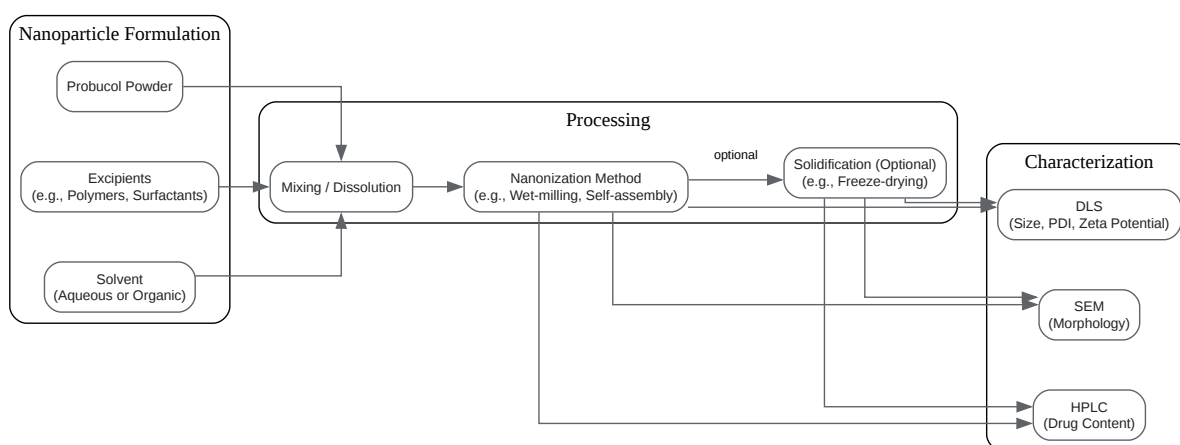 Nanoparticle Formulation
Probucol Powder
Excipients
(e.g., Polymers, Surfactants)
Solvent
(Aqueous or Organic)
Processing
Mixing / Dissolution
Nanonization Method
(e.g., Wet-milling, Self-assembly)
optional
Solidification (Optional)
(e.g., Freeze-drying)
Characterization
DLS
(Size, PDI, Zeta Potential)
SEM
(Morphology)
HPLC
(Drug Content)